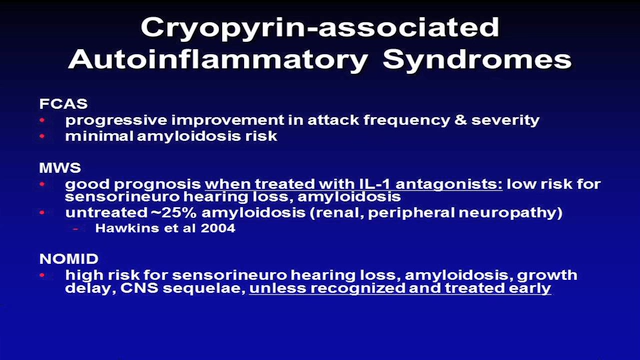 Cryopyrin-associated
Autoinflammatory Syndromes
FCAS
• progressive improvement in attack frequency & severity
• minimal amyloidosis risk
MWS
• good prognosis when treated with IL-1 antagonists: low risk for
sensorineuro hearing loss, amyloidosis
• untreated ~25% amyloidosis (renal, peripheral neuropathy)
- Hawkins et al 2004
NOMID
• high risk for sensorineuro hearing loss, amyloidosis, growth
delay, CNS sequelae, unless recognized and treated early